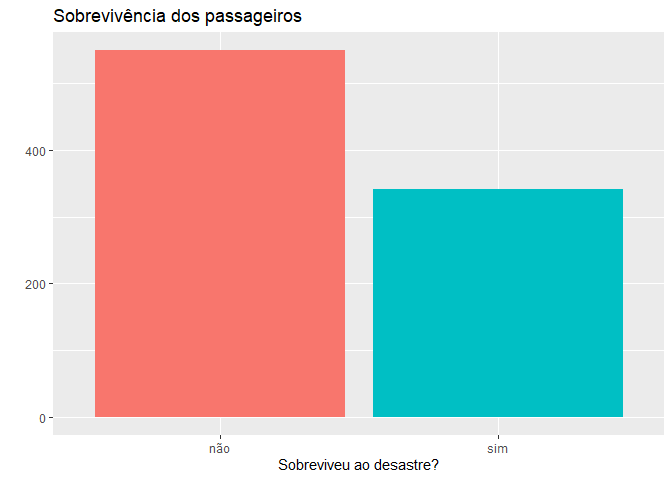 Sobrevivência dos passageiros
400
200
0
não sim
Sobreviveu ao desastre?